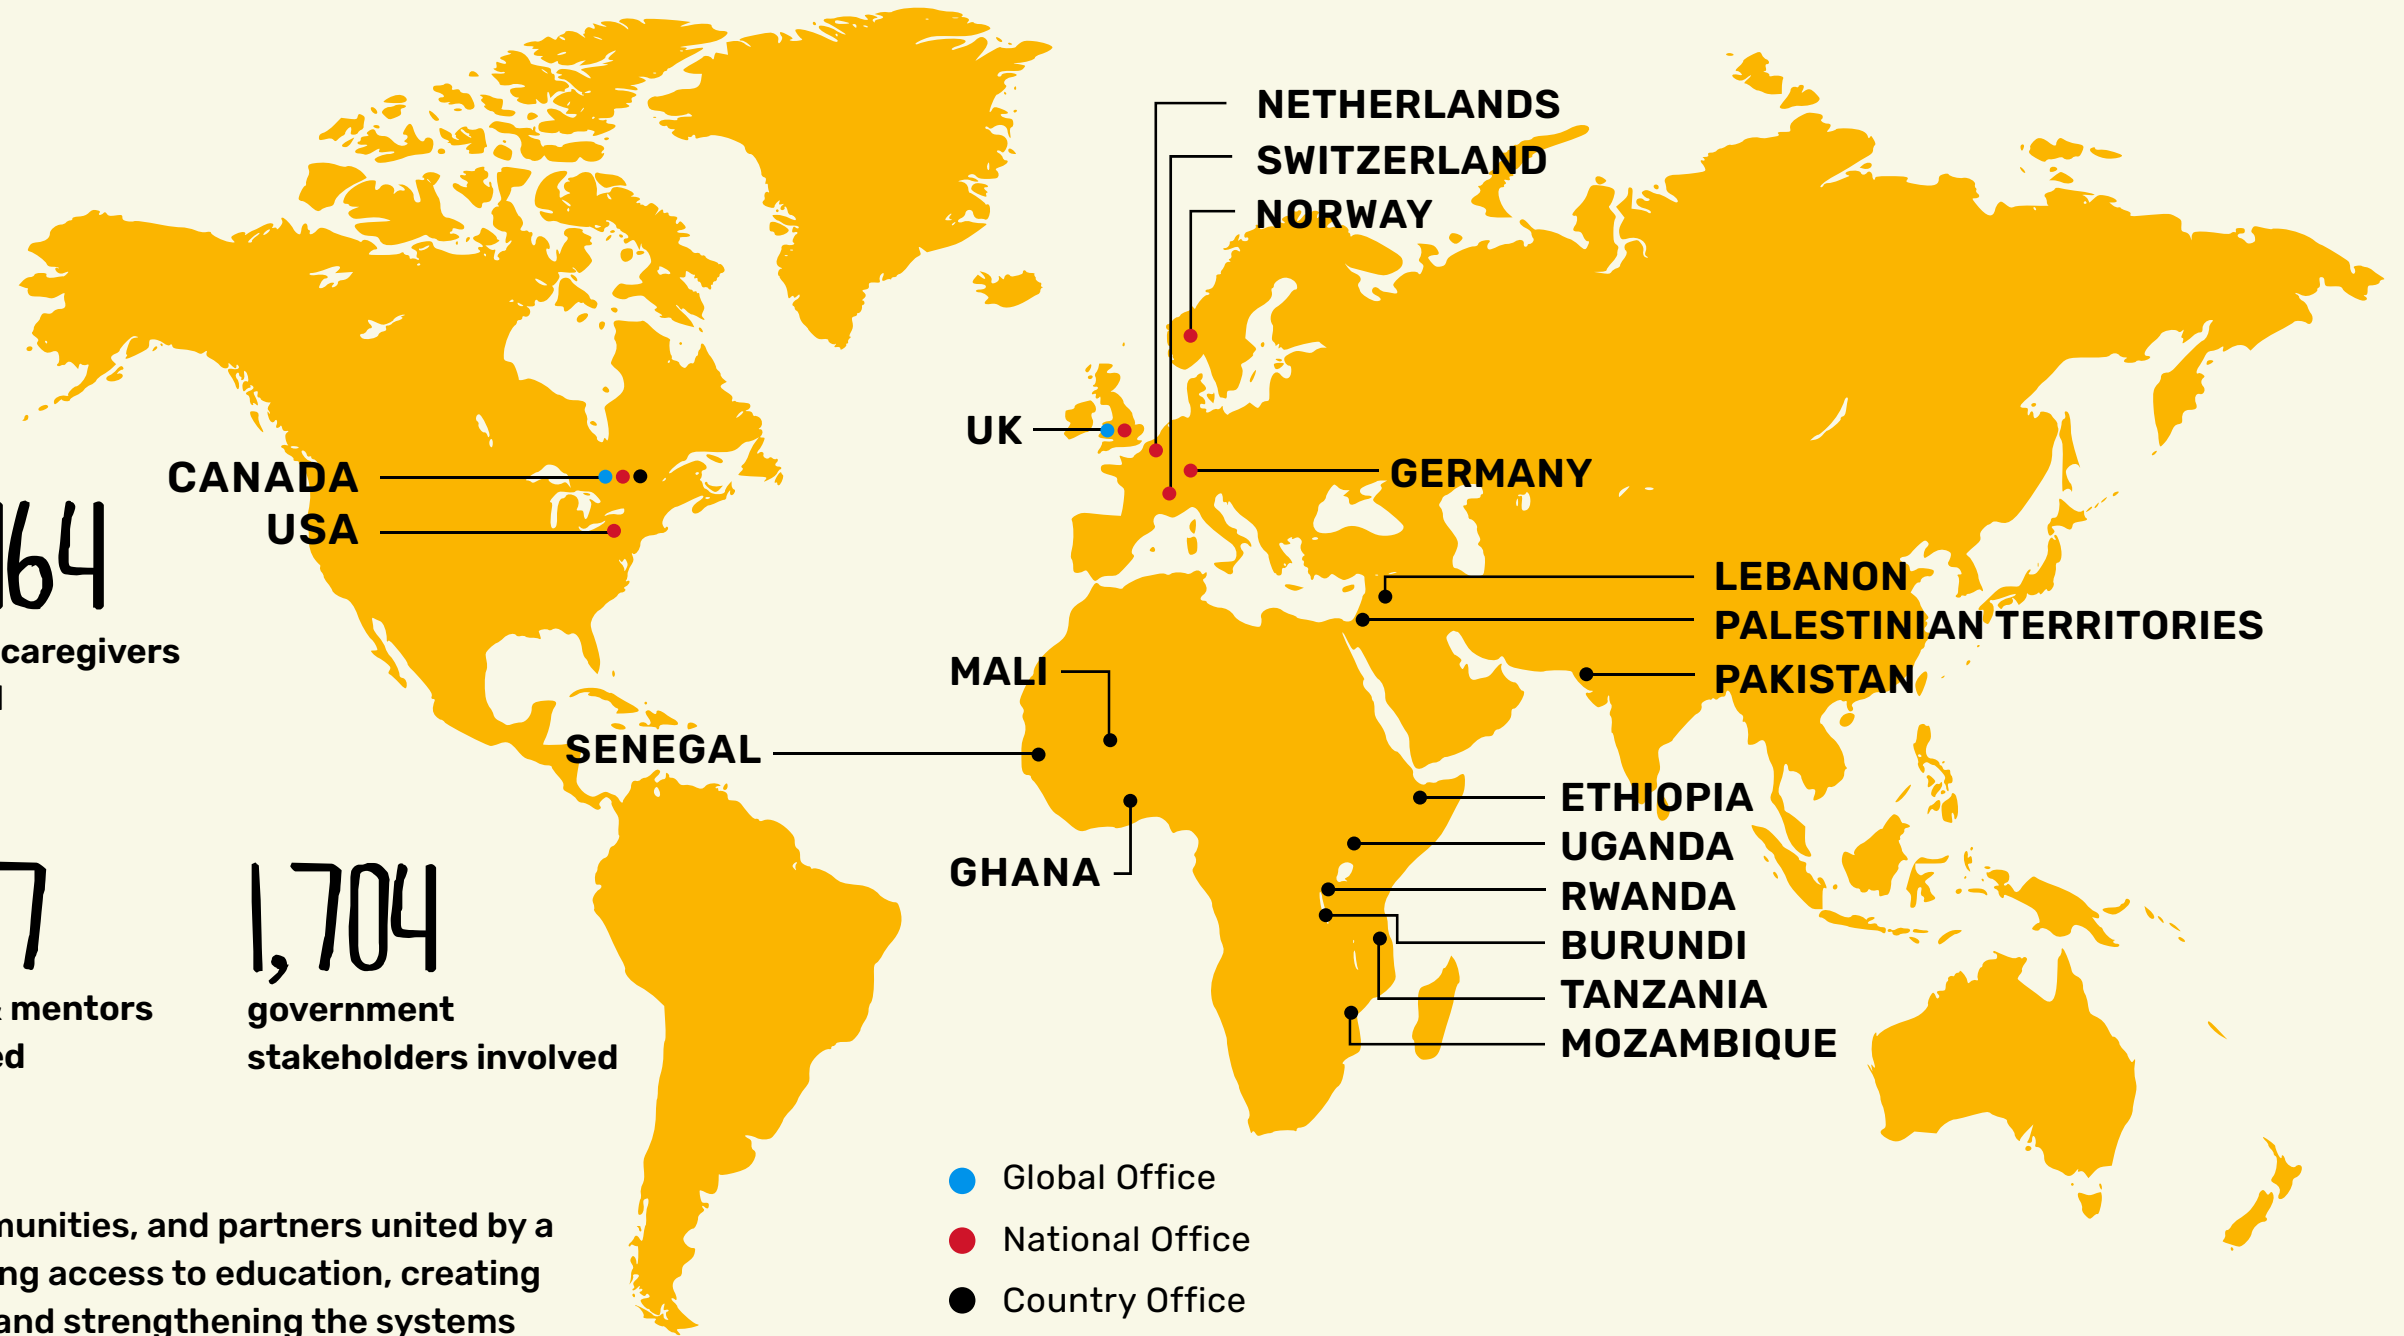 NETHERLANDS
SWITZERLAND
NORWAY
UK
GERMANY
CANADA
USA
164
caregivers
LEBANON
PALESTINIAN TERRITORIES
PAKISTAN
MALI
SENEGAL
GHANA
ETHIOPIA
UGANDA
RWANDA
BURUNDI
TANZANIA
MOZAMBIQUE
7
mentors
1,704
government
stakeholders involved
and partners united by a
access to education, creating
and strengthening the systems
Global Office
National Office
Country Office